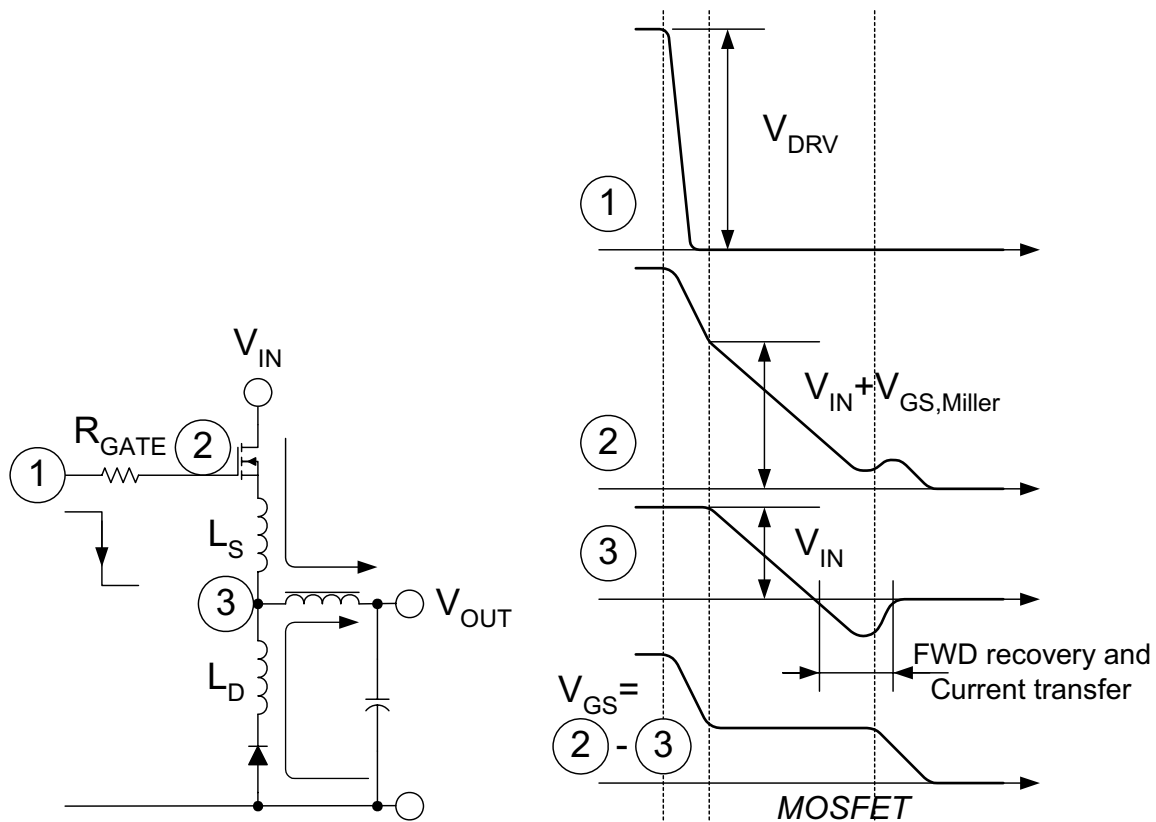 V_IN
R_GATE
2
1
L_S
3
V_OUT
L_D
V_DRV
1
V_IN+V_GS,Miller
2
V_IN
3
FWD recovery and
Current transfer
V_GS=
2 - 3
MOSFET